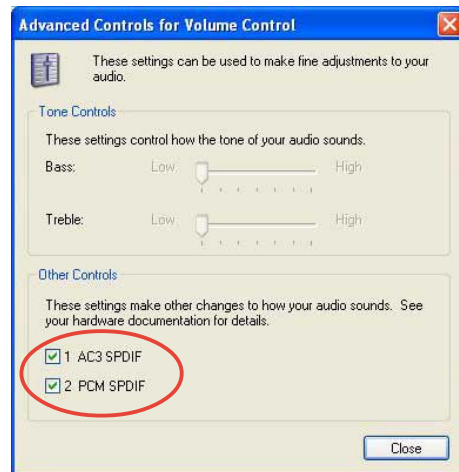 Advanced Controls for Volume Control
These settings can be used to make fine adjustments to your
audio.
Tone Controls
These settings control how the tone of your audio sounds.
Bass: Low High
Treble: Low High
Other Controls
These settings make other changes to how your audio sounds. See
your hardware documentation for details.
1 AC3 SPDIF
2 PCM SPDIF
Close